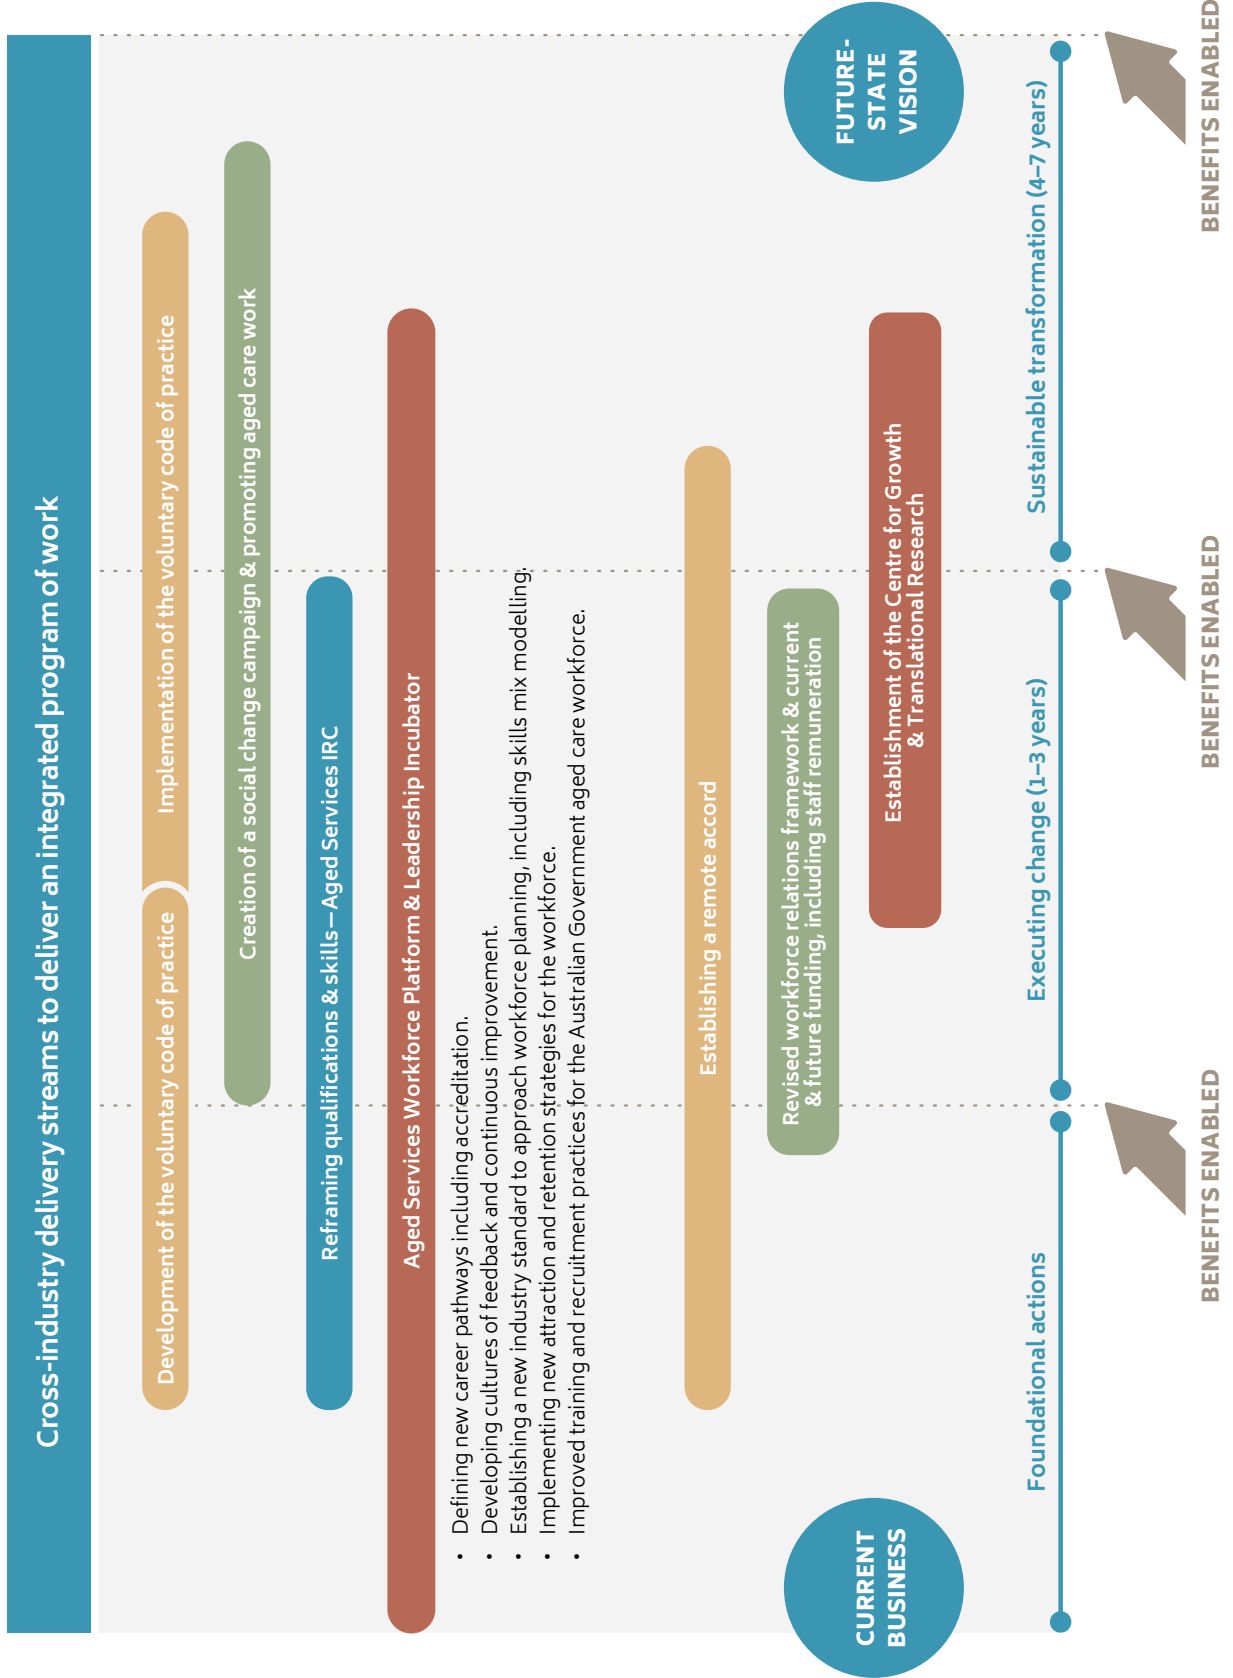 Cross-industry delivery streams to deliver an integrated program of work
Development of the voluntary code of practice
Implementation of the voluntary code of practice
Creation of a social change campaign & promoting aged care work
Reframing qualifications & skills—Aged Services IRC
Aged Services Workforce Platform & Leadership Incubator
• Defining new career pathways including accreditation.
• Developing cultures of feedback and continuous improvement.
• Establishing a new industry standard to approach workforce planning, including skills mix modelling.
• Implementing new attraction and retention strategies for the workforce.
• Improved training and recruitment practices for the Australian Government aged care workforce.
Establishing a remote accord
Revised workforce relations framework & current
& future funding, including staff remuneration
Establishment of the Centre for Growth
& Translational Research
CURRENT
BUSINESS
FUTURE-
STATE
VISION
Foundational actions
Executing change (1–3 years)
Sustainable transformation (4–7 years)
BENEFITS ENABLED
BENEFITS ENABLED
BENEFITS ENABLED